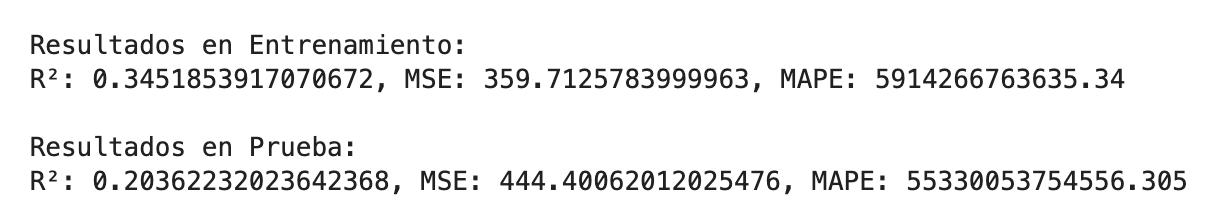 Resultados en Entrenamiento:
R²: 0.3451853917070672, MSE: 359.7125783999963, MAPE: 5914266763635.34
Resultados en Prueba:
R²: 0.20362232023642368, MSE: 444.40062012025476, MAPE: 55330053754556.305